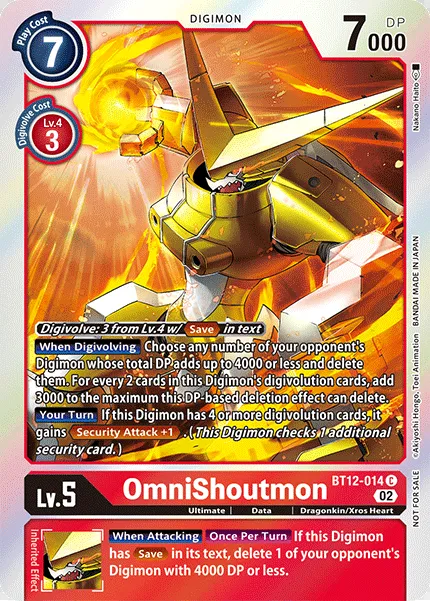 Play Cost
7
DIGIMON
DP
7000
Digivolve Cost
Lv.4
3
Nakano Haito
Digivolve: 3 from Lv.4 w/ Save in text
When Digivolving Choose any number of your opponent's
Digimon whose total DP adds up to 4000 or less and delete
them. For every 2 cards in this Digimon's digivolution cards, add
3000 to the maximum this DP-based deletion effect can delete.
Your Turn If this Digimon has 4 or more digivolution cards, it
gains Security Attack +1. (This Digimon checks 1 additional
security card.)
©Akiyoshi Hongo, Toei Animation BANDAI MADE IN JAPAN
NOT FOR SALE
Lv.5
OmniShoutmon
BT12-014 C
02
Ultimate | Data | Dragonkin/Xros Heart
Inherited Effect
When Attacking Once Per Turn If this Digimon
has Save in its text, delete 1 of your opponent's
Digimon with 4000 DP or less.